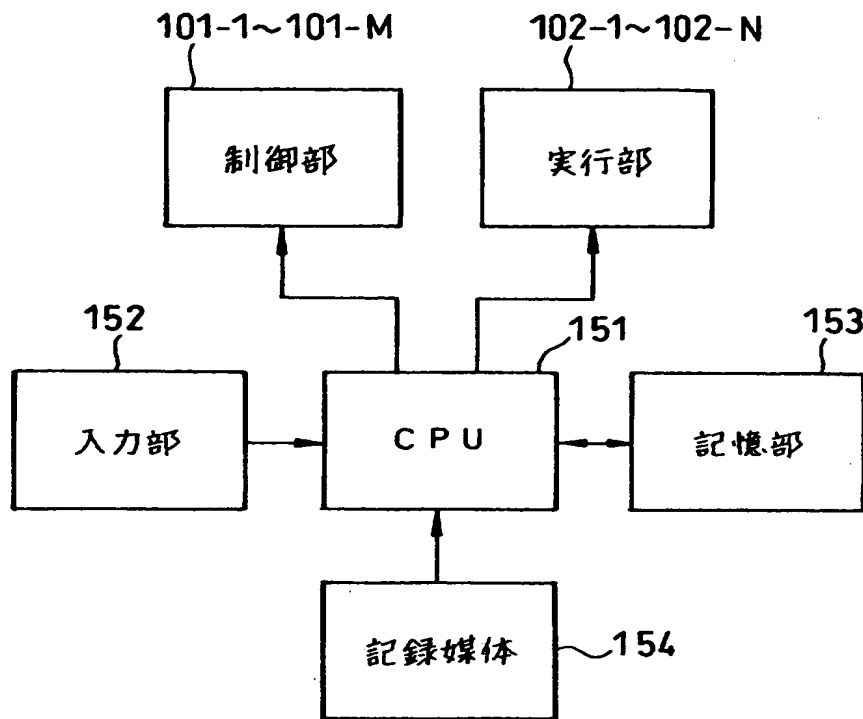 101-1～101-M
102-1～102-N
制御部
実行部
152
151
153
入力部
CPU
記憶部
記録媒体
154